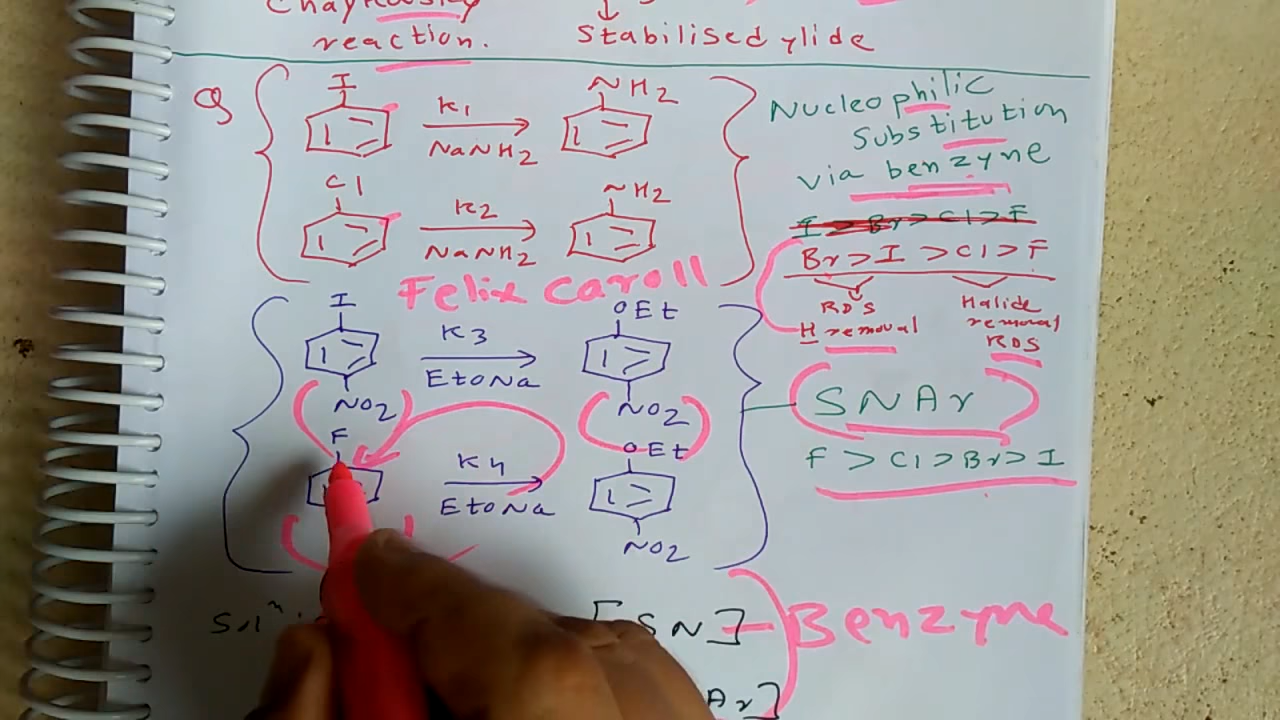 reaction. Stabilised ylide
Q
I K1 NH2
NaNH2
Cl K2 NH2
NaNH2
Nucleophilic
Substitution
via benzyne
I > Br > Cl > F
Br > I > Cl > F
RDS
H removal
Halide
removal
RDS
Felix Caroll
I K3 OEt
EtONa
NO2 NO2
SNAr
F > Cl > Br > I
F K4 OEt
EtONa
NO2
Sol^n [SN] - Benzyne
Ar]